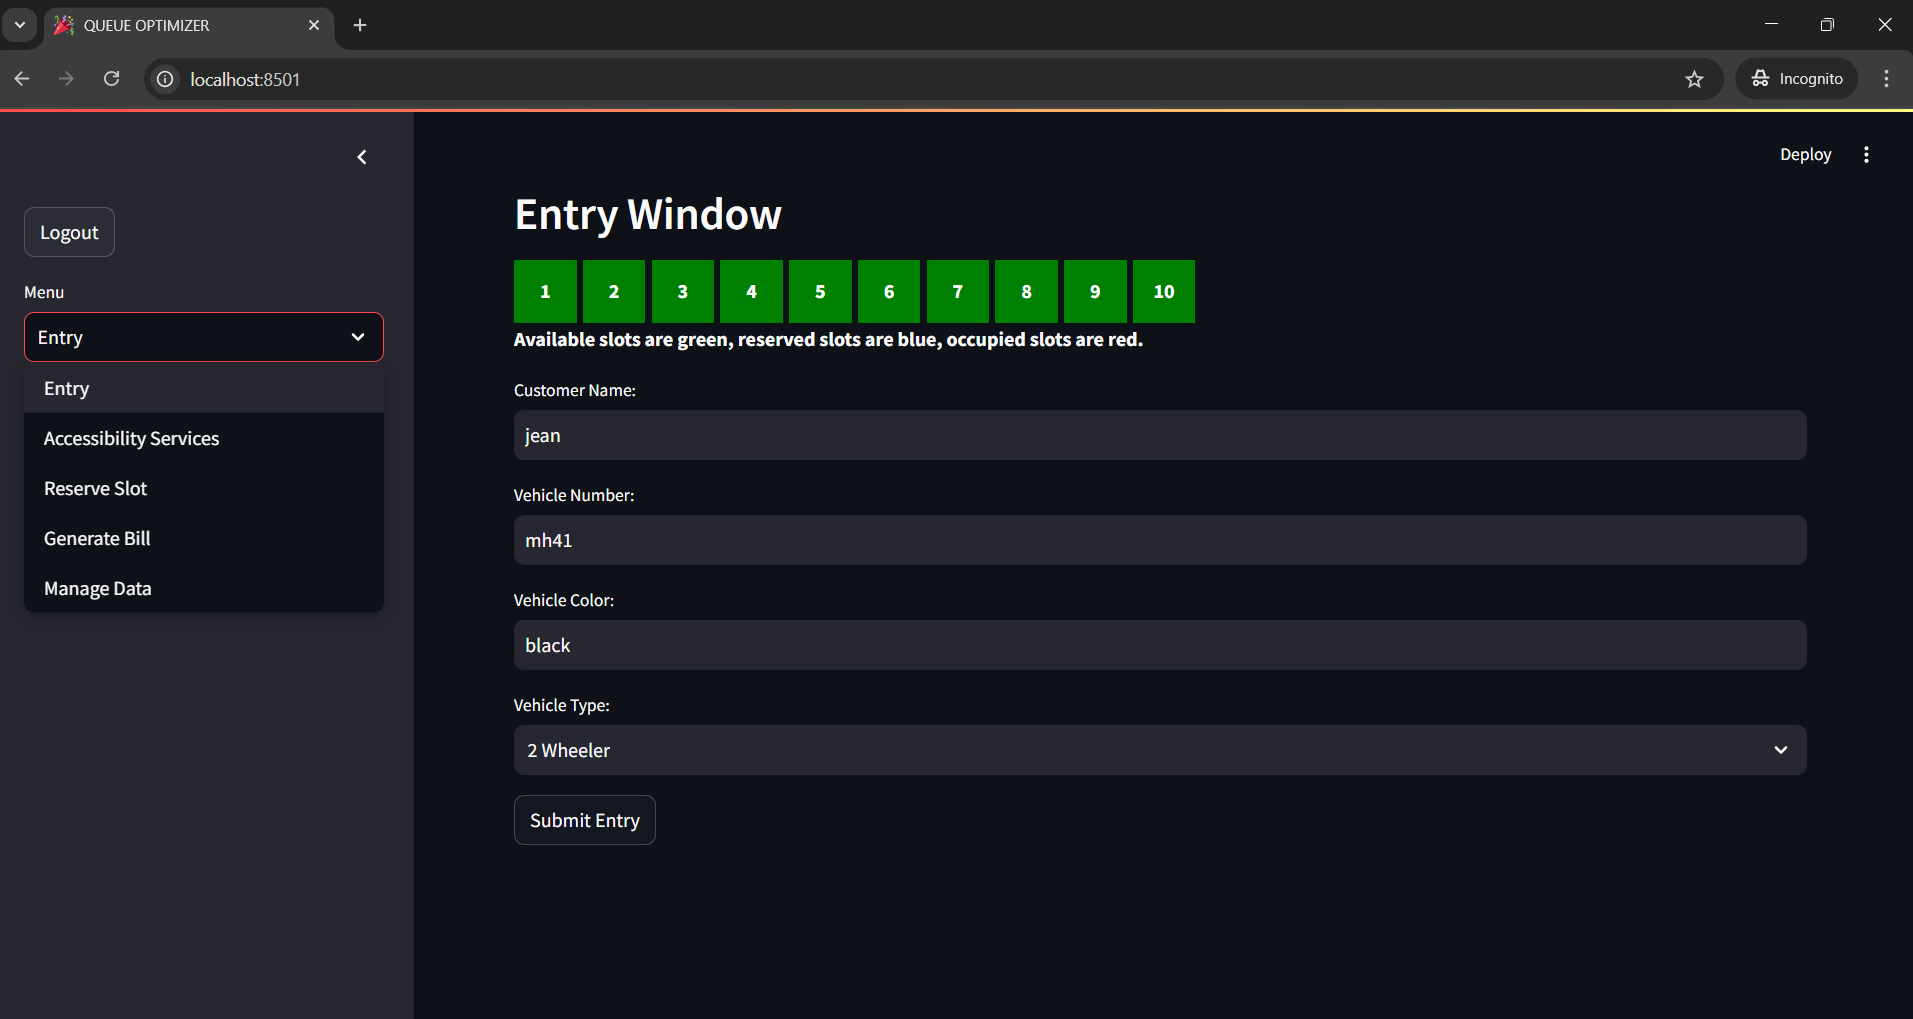 QUEUE OPTIMIZER
localhost:8501
Incognito
Deploy
Logout
Menu
Entry
Entry
Accessibility Services
Reserve Slot
Generate Bill
Manage Data
Entry Window
1 2 3 4 5 6 7 8 9 10
Available slots are green, reserved slots are blue, occupied slots are red.
Customer Name:
jean
Vehicle Number:
mh41
Vehicle Color:
black
Vehicle Type:
2 Wheeler
Submit Entry